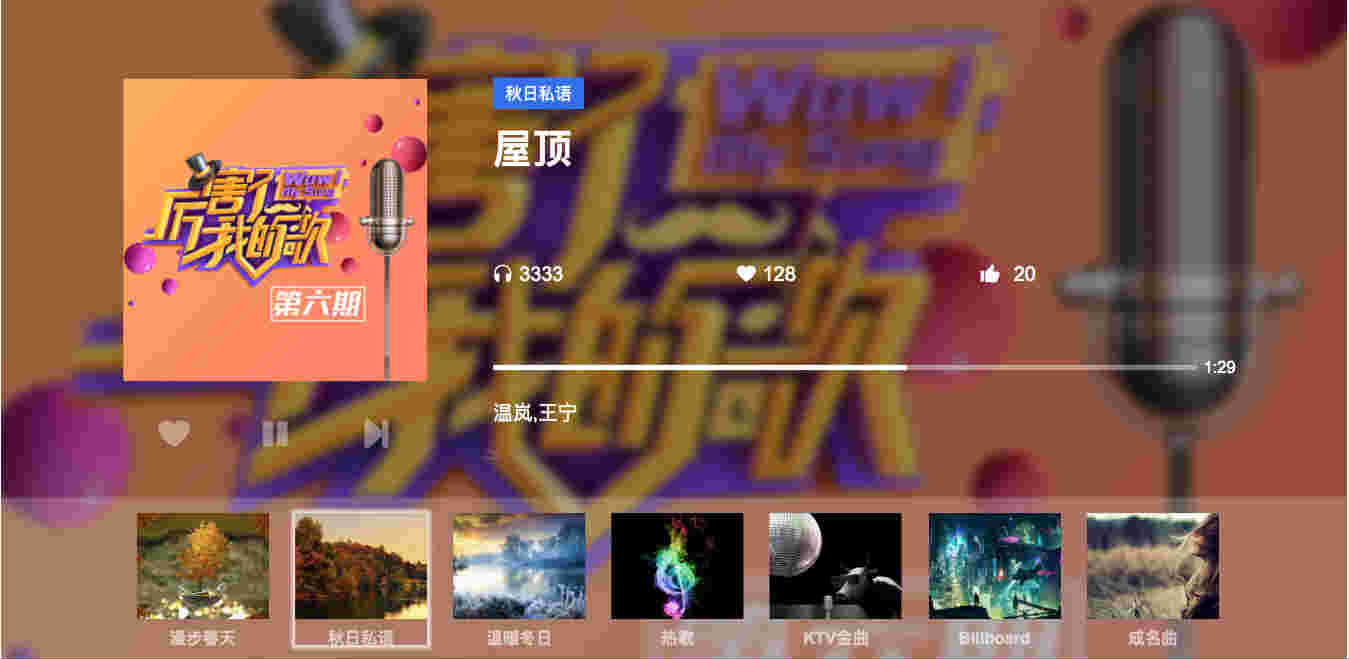 秋日私语
屋顶
Wow!
My Song
厉害了
我的歌
第六期
3333
128
20
1:29
温岚,王宁
漫步春天
秋日私语
温暖冬日
热歌
KTV金曲
Billboard
成名曲